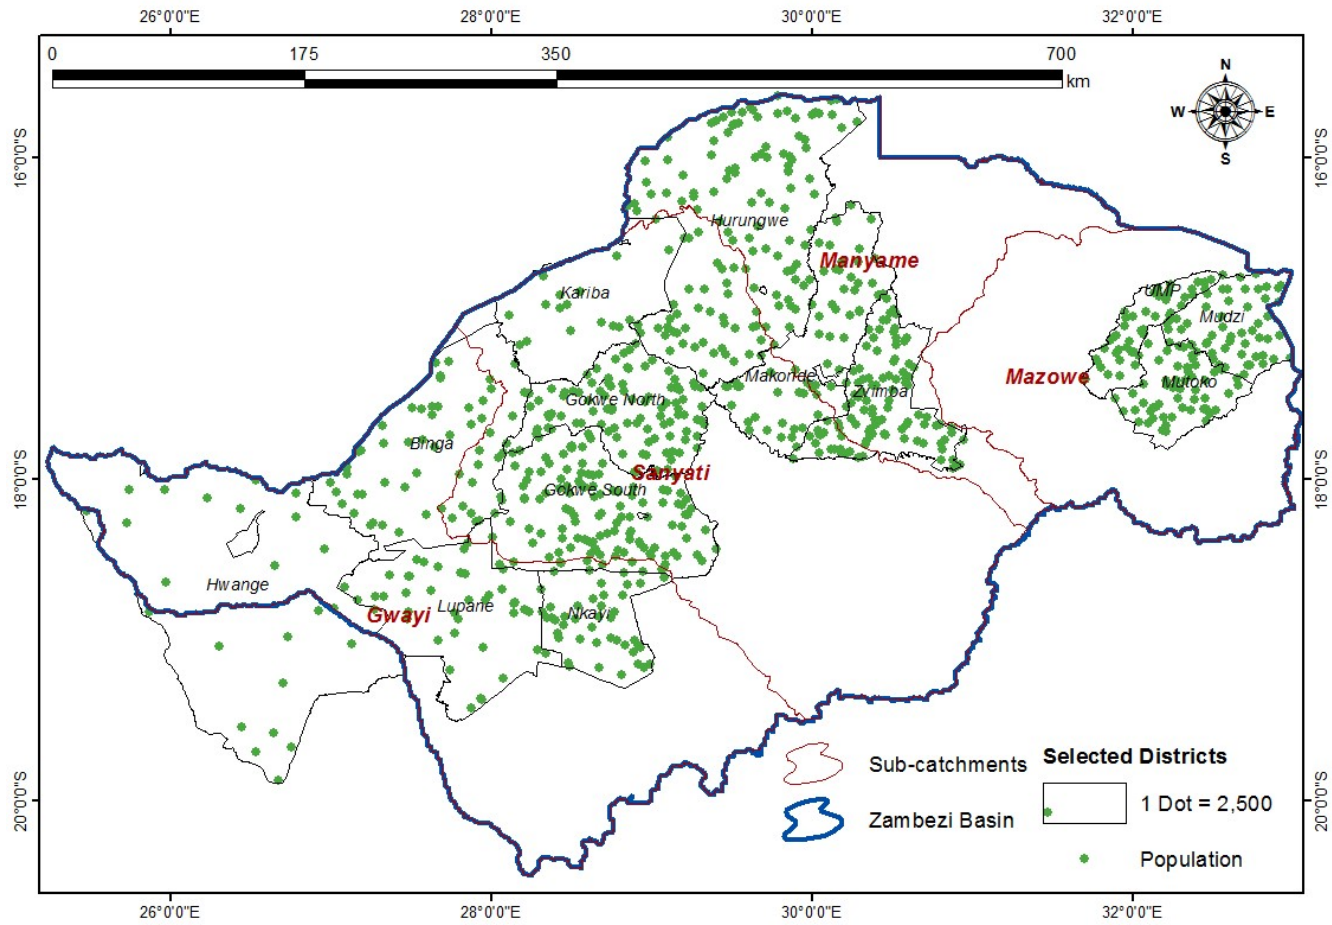 26°0'0"E 28°0'0"E 30°0'0"E 32°0'0"E
0 175 350 700
km
N
W E
S
16°0'0"S 16°0'0"S
Hurungwe
Manyame
Kariba
UMP
Mudzi
Makonde
Mazowe
Mutoko
Zvimba
Gokwe North
Binga
Sanyati
Gokwe South
18°0'0"S 18°0'0"S
Hwange
Lupane
Gwayi
Nkayi
Sub-catchments
Zambezi Basin
Selected Districts
1 Dot = 2,500
Population
20°0'0"S 20°0'0"S
26°0'0"E 28°0'0"E 30°0'0"E 32°0'0"E